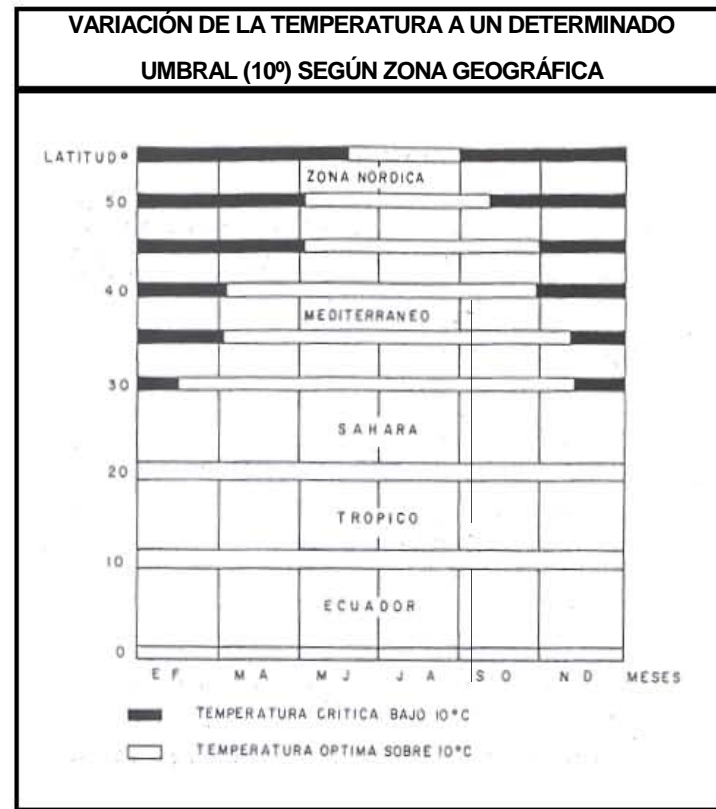 VARIACIÓN DE LA TEMPERATURA A UN DETERMINADO
UMBRAL (10º) SEGÚN ZONA GEOGRÁFICA
LATITUDº
ZONA NORDICA
50
40
MEDITERRANEO
30
SAHARA
20
TROPICO
10
ECUADOR
0
E F M A M J J A S O N D MESES
TEMPERATURA CRITICA BAJO 10°C
TEMPERATURA OPTIMA SOBRE 10°C